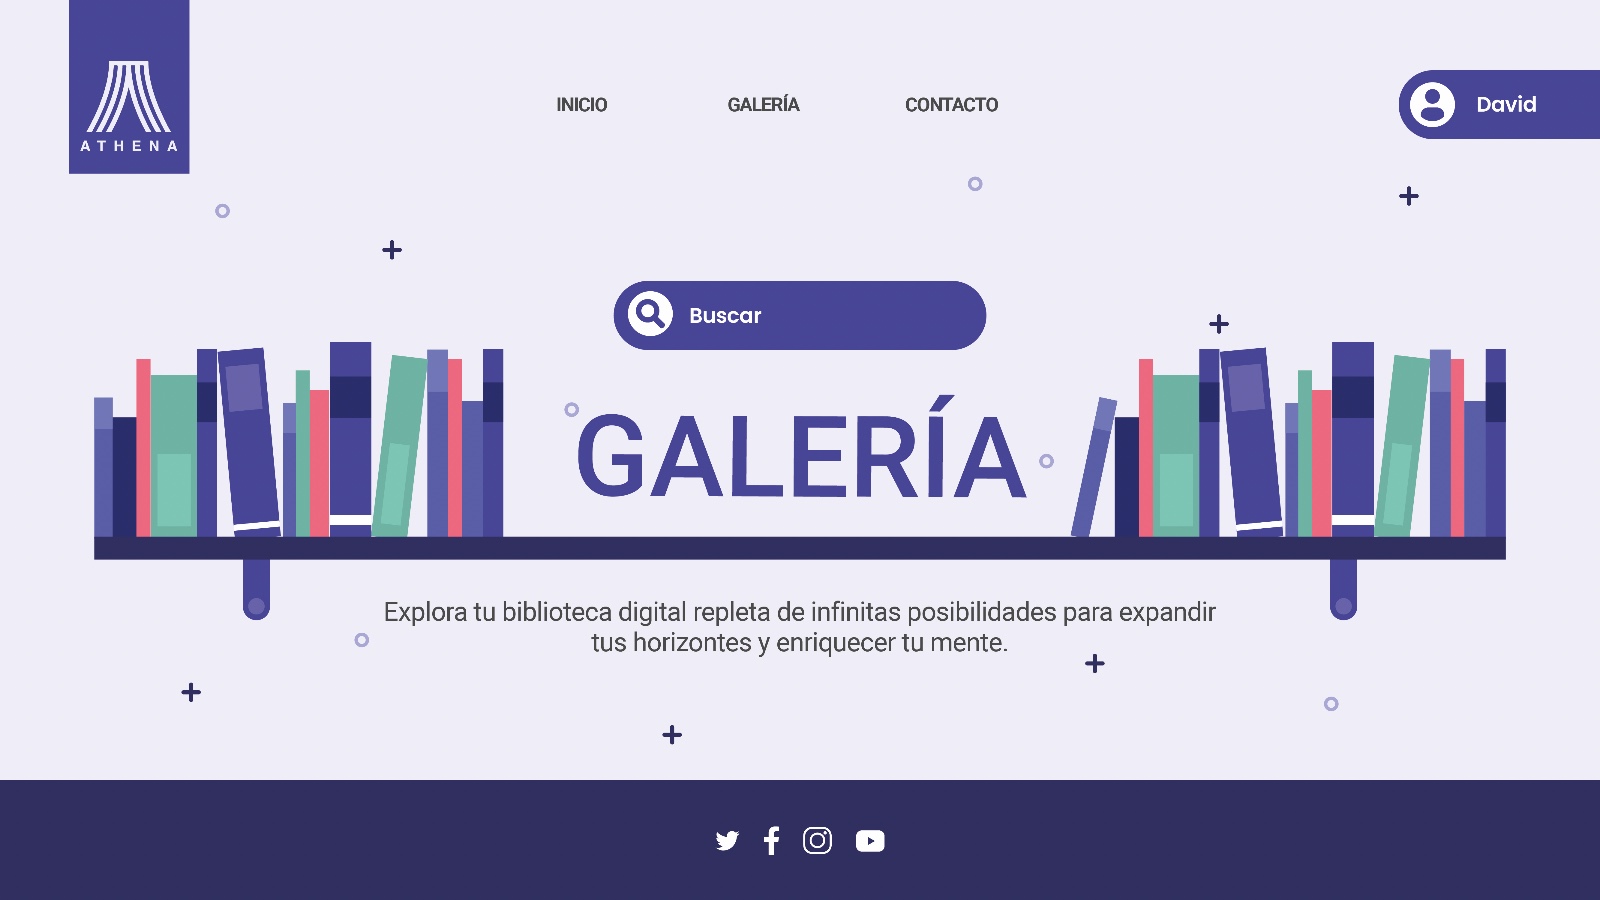 ATHENA
INICIO
GALERÍA
CONTACTO
David
Buscar
GALERÍA
Explora tu biblioteca digital repleta de infinitas posibilidades para expandir
tus horizontes y enriquecer tu mente.